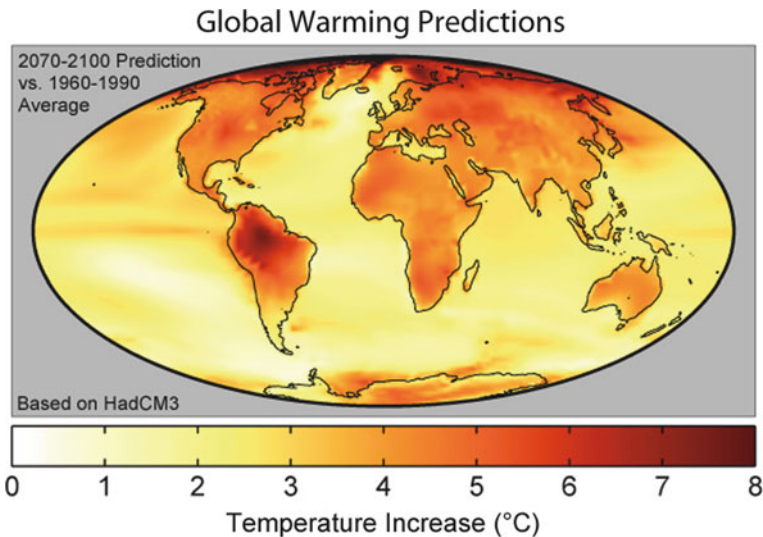 Global Warming Predictions
2070-2100 Prediction
vs. 1960-1990
Average
Based on HadCM3
0 1 2 3 4 5 6 7 8
Temperature Increase (°C)